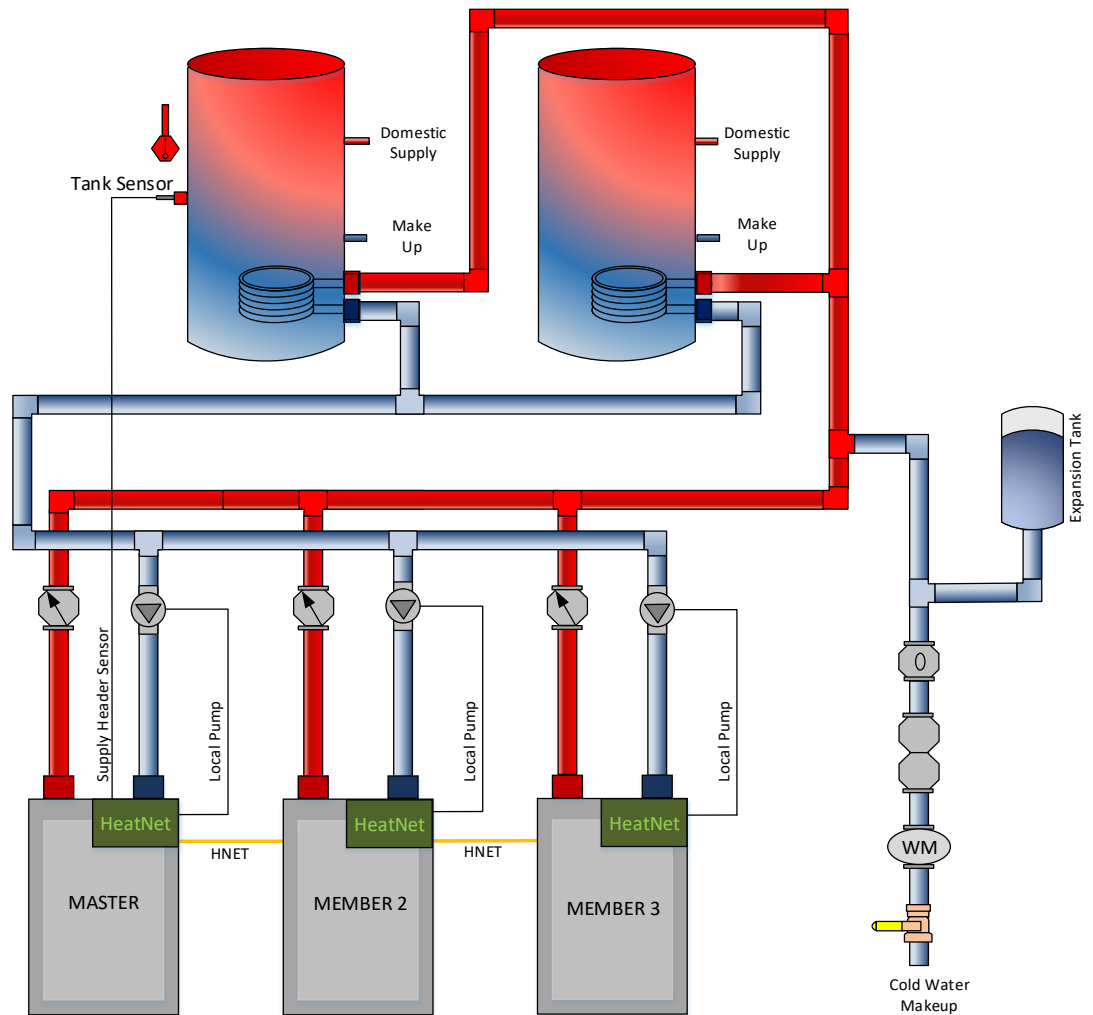 Domestic
Supply
Domestic
Supply
Tank Sensor
Make
Up
Make
Up
Expansion Tank
Supply Header Sensor
Local Pump
Local Pump
Local Pump
0
HeatNet
HeatNet
HeatNet
HNET
HNET
WM
MASTER
MEMBER 2
MEMBER 3
Cold Water
Makeup